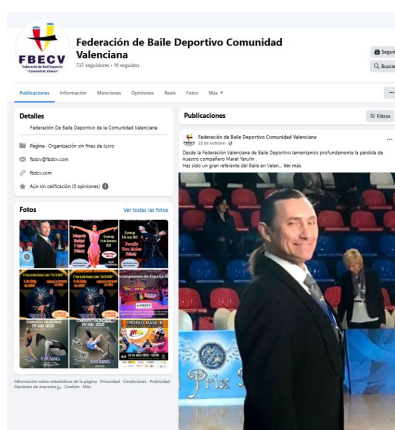 FBECV
Federación de Baile Deportivo Comunidad
Valenciana
737 seguidores • 19 seguidos
Seguir
Buscar
Publicaciones Información Menciones Opiniones Reels Fotos Más
Detalles
Federación De Baile Deportivo de la Comunidad Valenciana
Página · Organización sin fines de lucro
fbdcv@fbdcv.com
fbdcv.com
Aún sin calificación (0 opiniones)
Fotos
Ver todas las fotos
Información sobre estadísticas de la página · Privacidad · Condiciones · Publicidad ·
Opciones de anuncios · Cookies · Más
Publicaciones
Filtros
Federación de Baile Deportivo Comunidad Valenciana
22 de octubre
Desde la Federación Valenciana de Baile Deportivo lamentamos profundamente la pérdida de
nuestro compañero Marat Yarulin.
Has sido un gran referente del Baile en Valen... Ver más
Prix